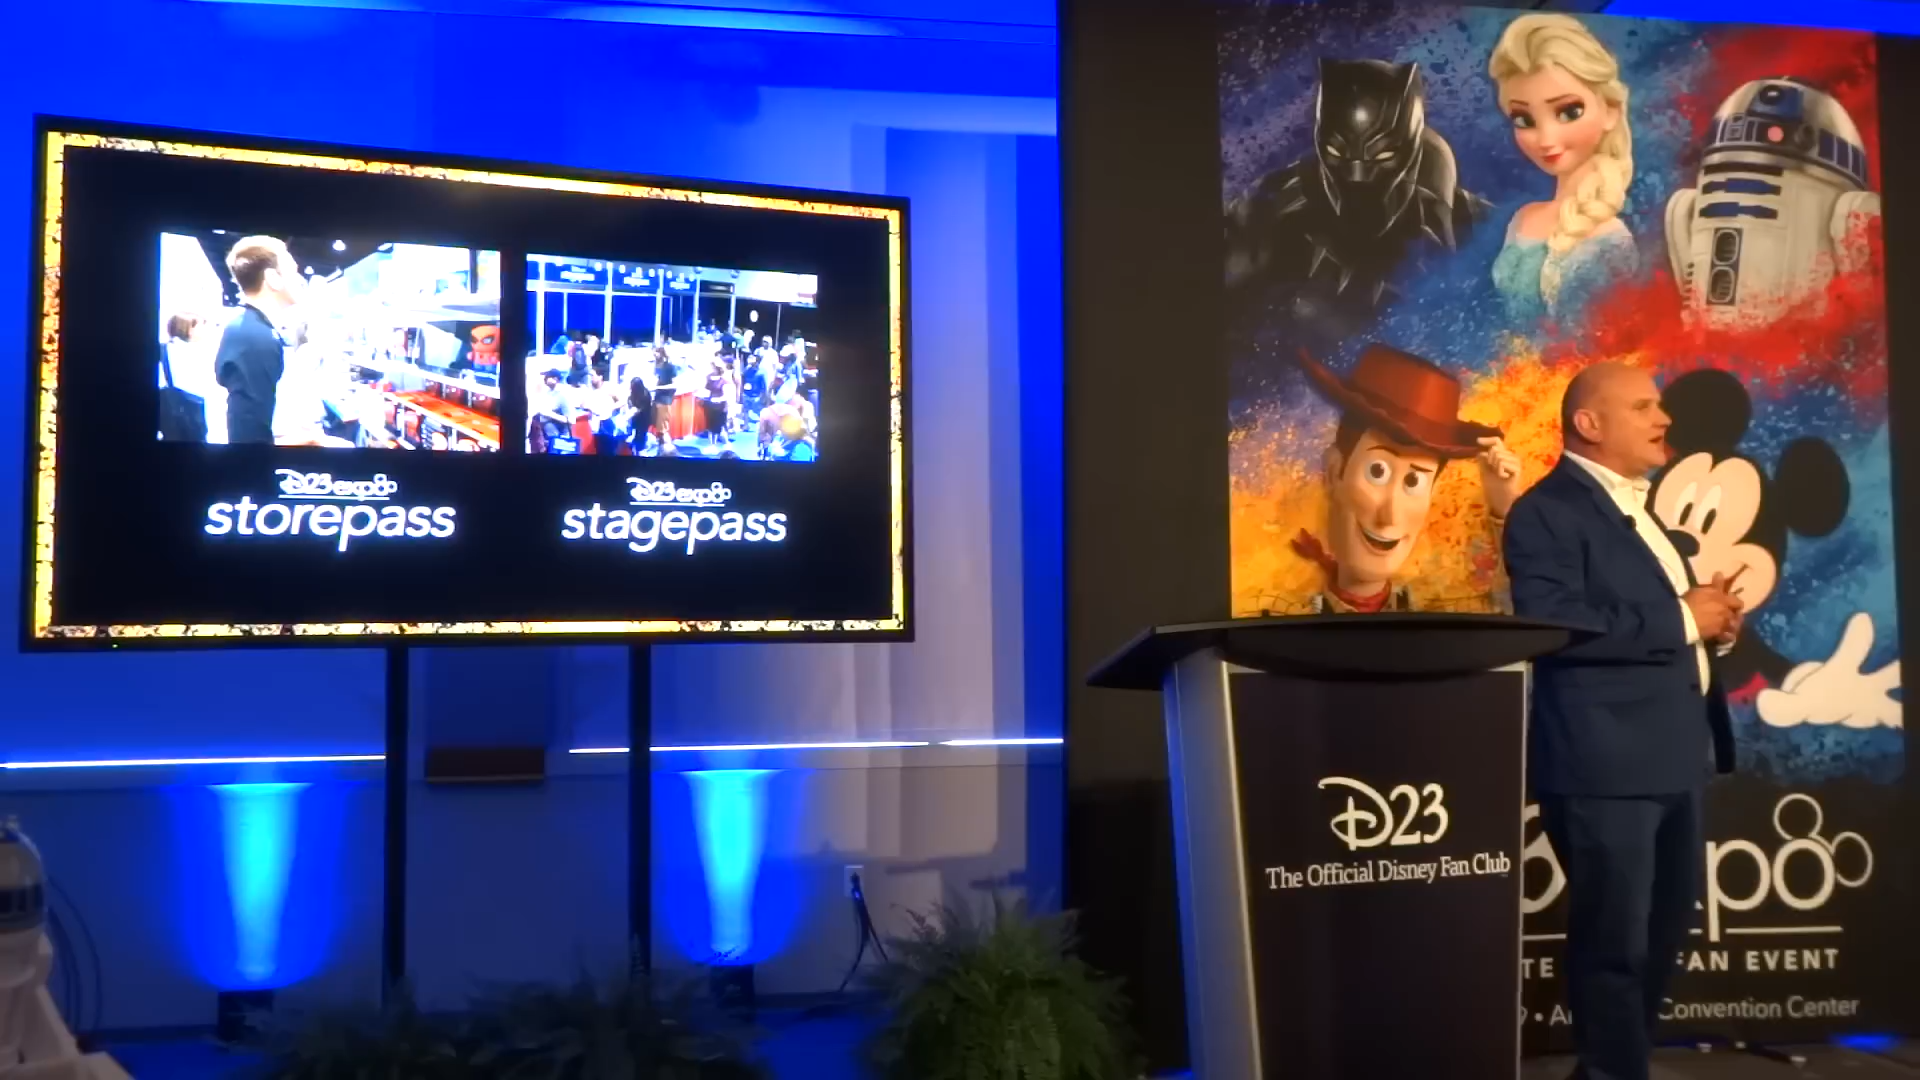 D23 expo
storepass
D23 expo
stagepass
D23
The Official Disney Fan Club
FAN EVENT
Convention Center